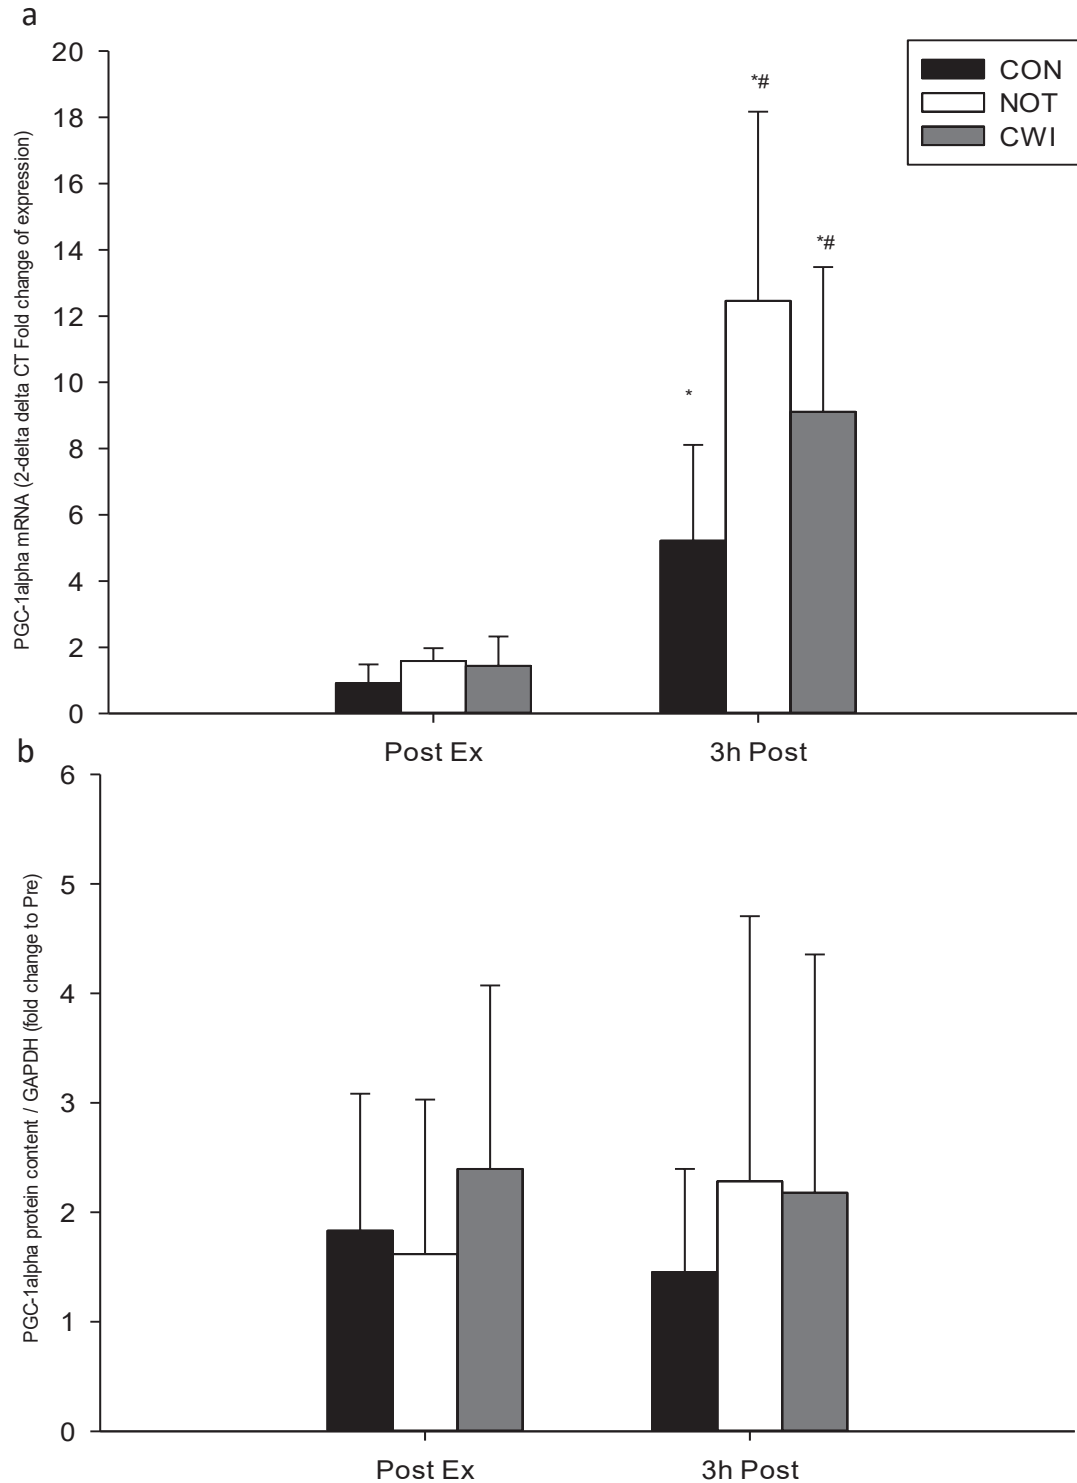 a
PGC-1alpha mRNA (2-delta delta CT Fold change of expression)
20
18
16
14
12
10
8
6
4
2
0
*
*#
*#
CON
NOT
CWI
Post Ex
3h Post
b
PGC-1alpha protein content / GAPDH (fold change to Pre)
6
5
4
3
2
1
0
Post Ex
3h Post